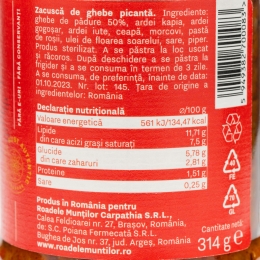 Zacuscă de ghebe picantă. Ingrediente:
ghebe de pădure 50%, ardei kapia, ardei
gogoșari, ardei iute, ceapă, morcovi, pastă
de roșii, ulei de floarea soarelui, sare, piper.
Produs sterilizat. A se păstra la loc uscat
și răcoros. După deschidere a se păstra la
frigider și a se consuma în termen de 3 zile.
A se consuma, de preferință, înainte de data:
01.10.2023. Nr. lot: 145. Țara de origine a
ingredientelor: România
Declarație nutrițională Ø/100 g
Valoare energetică 561 kJ/134,47 kcal
Lipide 11,71 g
din care acizi grași saturați 7,5 g
Glucide 5,78 g
din care zaharuri 2,81 g
Proteine 1,51 g
Sare 0,25 g
Produs în România pentru
Roadele Munților Carpathia S.R.L.,
Calea Feldioarei nr. 27, Brașov, România,
de: S.C. Poiana Fermecată S.R.L.
Bughea de Jos nr. 37, jud. Argeș, România
www.roadelemuntilor.ro
Cantitate netă:
314 g
FĂRĂ E-URI • FĂRĂ CONSERVANȚI